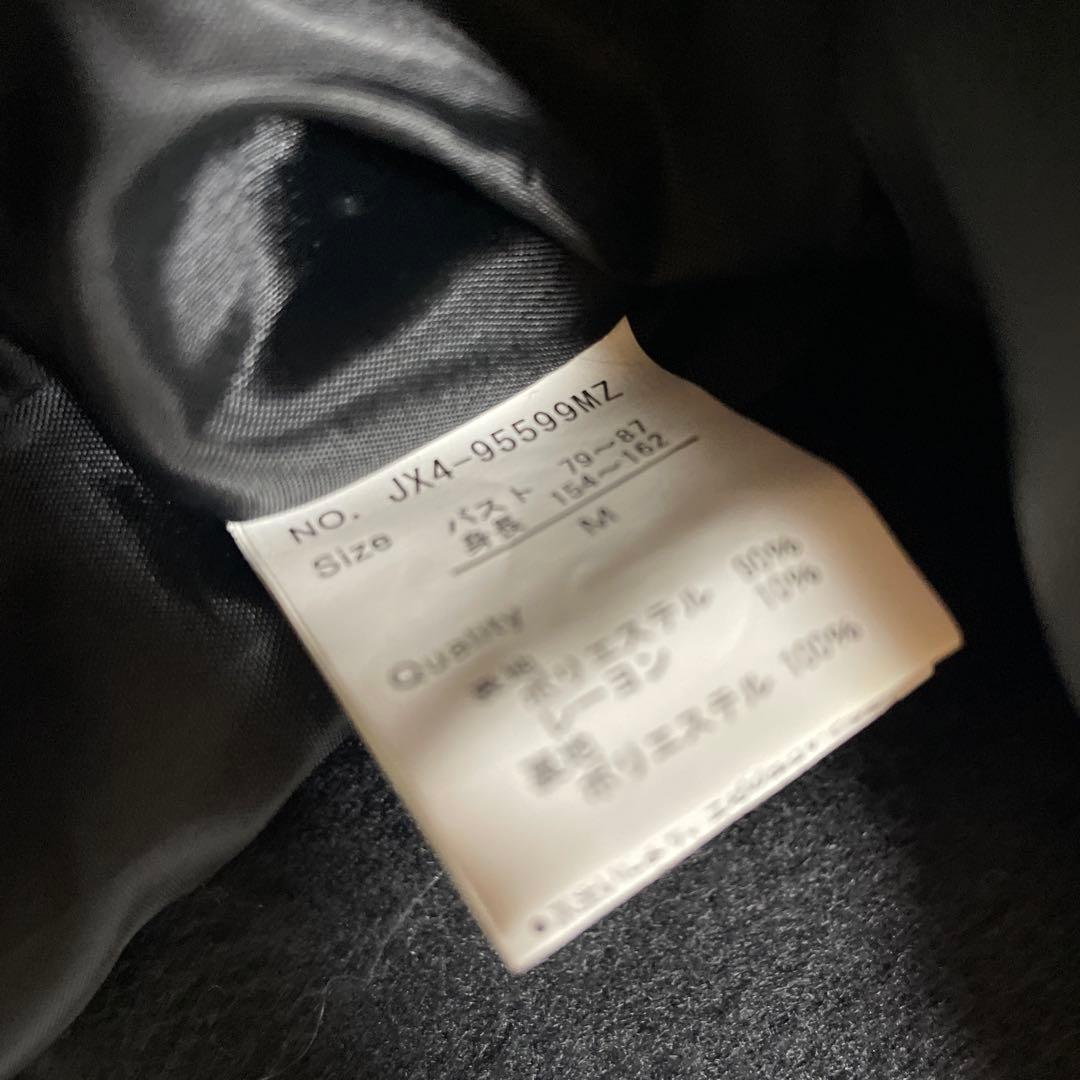 NO. JX4-95599MZ
Size バスト 79～87
身長 154～162
M
Quality
表地
ポリエステル 90%
レーヨン 10%
裏地
ポリエステル 100%